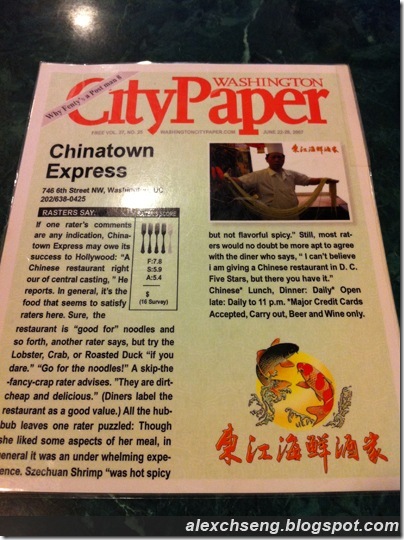 Why Fenty's a Post man 8
WASHINGTON
CityPaper
FREE VOL. 27, NO. 25 WASHINGTONCITYPAPER.COM JUNE 22-28, 2007
Chinatown
Express
746 6th Street NW,
202/638-0425
RASTERS SAY:
RATER'S SCORE
F:7.8
S:5.9
A:5.4
$
(16 Survey)
If one rater's comments
are any indication, China-
town Express may owe its
success to Hollywood: "A
Chinese restaurant right
our of central casting, " He
reports. In general, it's the
food that seems to satisfy
raters here. Sure, the
restaurant is "good for" noodles and
so forth, another rater says, but try the
Lobster, Crab, or Roasted Duck "if you
dare." "Go for the noodles!" A skip-the
-fancy-crap rater advises. "They are dirt-
cheap and delicious." (Diners label the
restaurant as a good value.) All the hub-
bub leaves one rater puzzled: Though
she liked some aspects of her meal, in
general it was an under whelming expe-
ence. Szechuan Shrimp "was hot spicy
東江海鮮酒家
but not flavorful spicy." Still, most rat-
ers would no doubt be more apt to agree
with the diner who says, " I can't believe
i am giving a Chinese restaurant in D. C.
Five Stars, but there you have it."
Chinese* Lunch, Dinner: Daily* Open
late: Daily to 11 p.m. *Major Credit Cards
Accepted, Carry out, Beer and Wine only.
東江海鮮酒家
alexchseng.blogspot.com